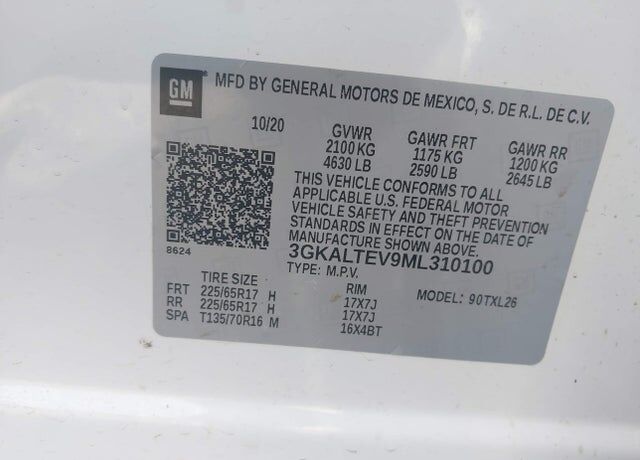 GM
MFD BY GENERAL MOTORS DE MEXICO, S. DE R.L. DE C.V.
10/20 GVWR GAWR FRT GAWR RR
2100 KG 1175 KG 1200 KG
4630 LB 2590 LB 2645 LB
THIS VEHICLE CONFORMS TO ALL
APPLICABLE U.S. FEDERAL MOTOR
VEHICLE SAFETY AND THEFT PREVENTION
STANDARDS IN EFFECT ON THE DATE OF
MANUFACTURE SHOWN ABOVE.
8624
3GKALTEV9ML310100
TYPE: M.P.V.
TIRE SIZE RIM MODEL: 90TXL26
FRT 225/65R17 H 17X7J
RR 225/65R17 H 17X7J
SPA T135/70R16 M 16X4BT